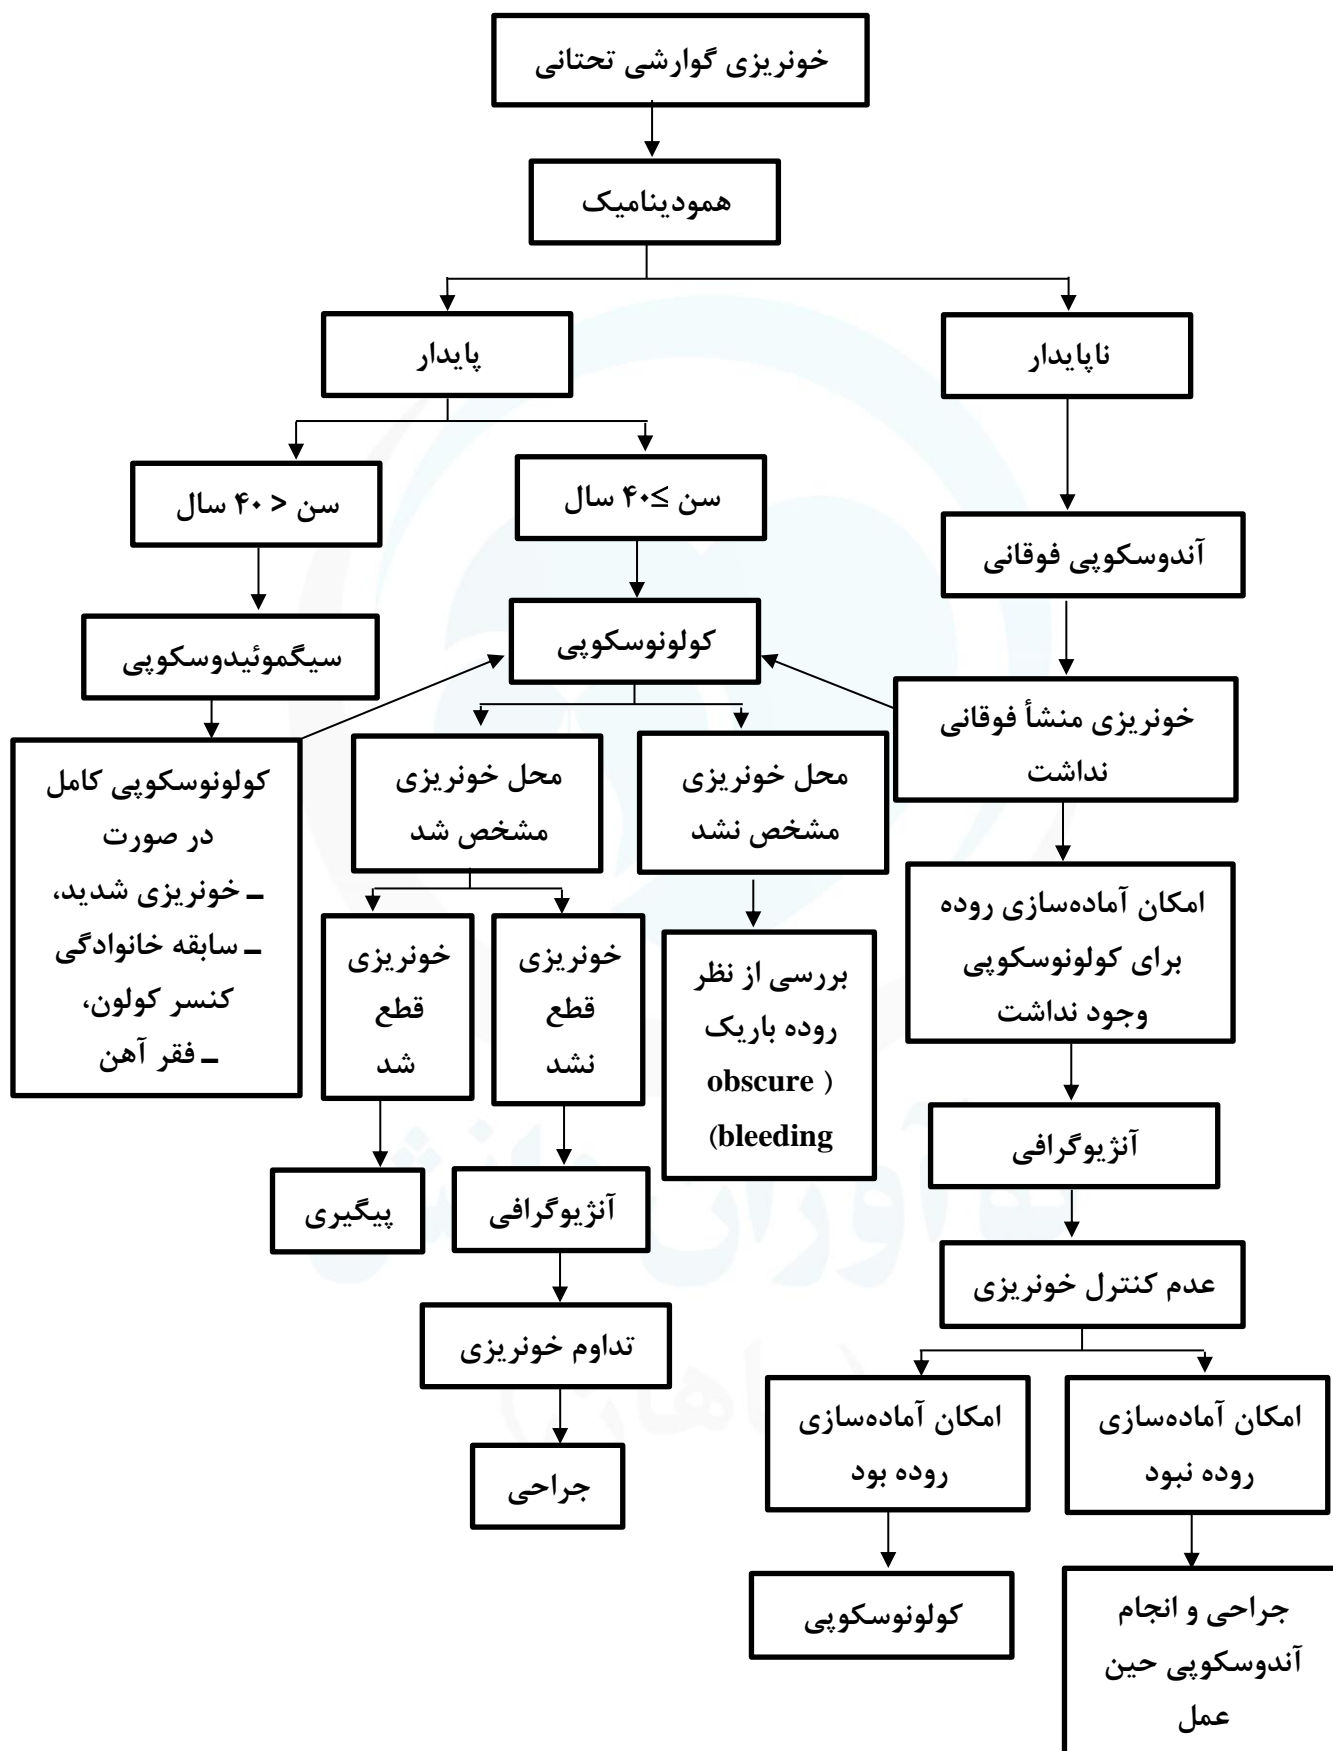 خونریزی گوارشی تحتانی
همودینامیک
پایدار
ناپایدار
سن < ۴۰ سال
سن ≥۴۰ سال
آندوسکوپی فوقانی
سیگموئیدوسکوپی
کولونوسکوپی
خونریزی منشأ فوقانی
نداشت
کولونوسکوپی کامل
در صورت
ـ خونریزی شدید،
ـ سابقه خانوادگی
کنسر کولون،
ـ فقر آهن
محل خونریزی
مشخص شد
محل خونریزی
مشخص نشد
امکان آماده‌سازی روده
برای کولونوسکوپی
وجود نداشت
خونریزی
قطع
شد
خونریزی
قطع
نشد
بررسی از نظر
روده باریک
( obscure
bleeding)
آنژیوگرافی
پیگیری
آنژیوگرافی
عدم کنترل خونریزی
تداوم خونریزی
امکان آماده‌سازی
روده بود
امکان آماده‌سازی
روده نبود
جراحی
کولونوسکوپی
جراحی و انجام
آندوسکوپی حین
عمل